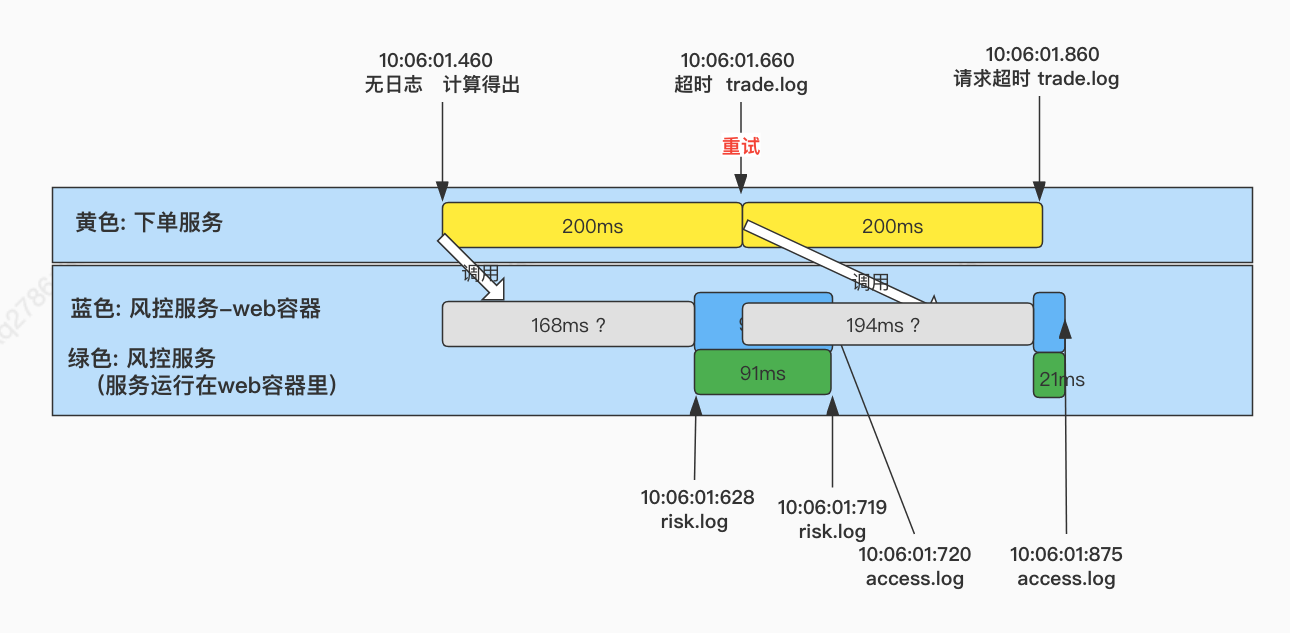 10:06:01.460
无日志 计算得出
10:06:01.660
超时 trade.log
10:06:01.860
请求超时 trade.log
重试
黄色: 下单服务
200ms
200ms
调用
调用
蓝色: 风控服务-web容器
168ms ?
194ms ?
绿色: 风控服务
（服务运行在web容器里）
91ms
21ms
10:06:01:628
risk.log
10:06:01:719
risk.log
10:06:01:720
access.log
10:06:01:875
access.log